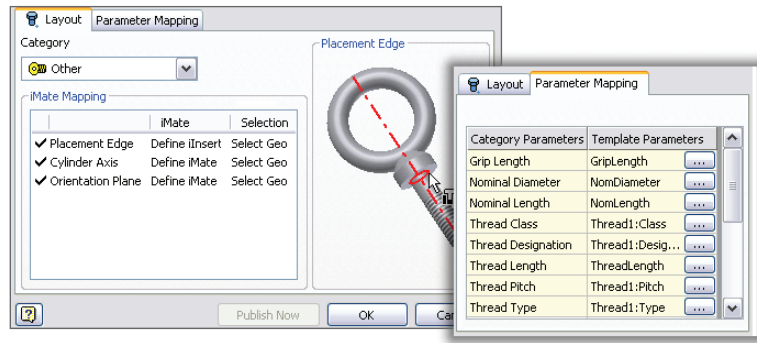 Layout Parameter Mapping
Category
Placement Edge
Other
iMate Mapping
iMate Selection
Placement Edge Define iInsert Select Geo
Cylinder Axis Define iMate Select Geo
Orientation Plane Define iMate Select Geo
? Publish Now OK Ca
Layout Parameter Mapping
Category Parameters Template Parameters
Grip Length GripLength ...
Nominal Diameter NomDiameter ...
Nominal Length NomLength ...
Thread Class Thread1:Class ...
Thread Designation Thread1:Desig... ...
Thread Length ThreadLength ...
Thread Pitch Thread1:Pitch ...
Thread Type Thread1:Type ...